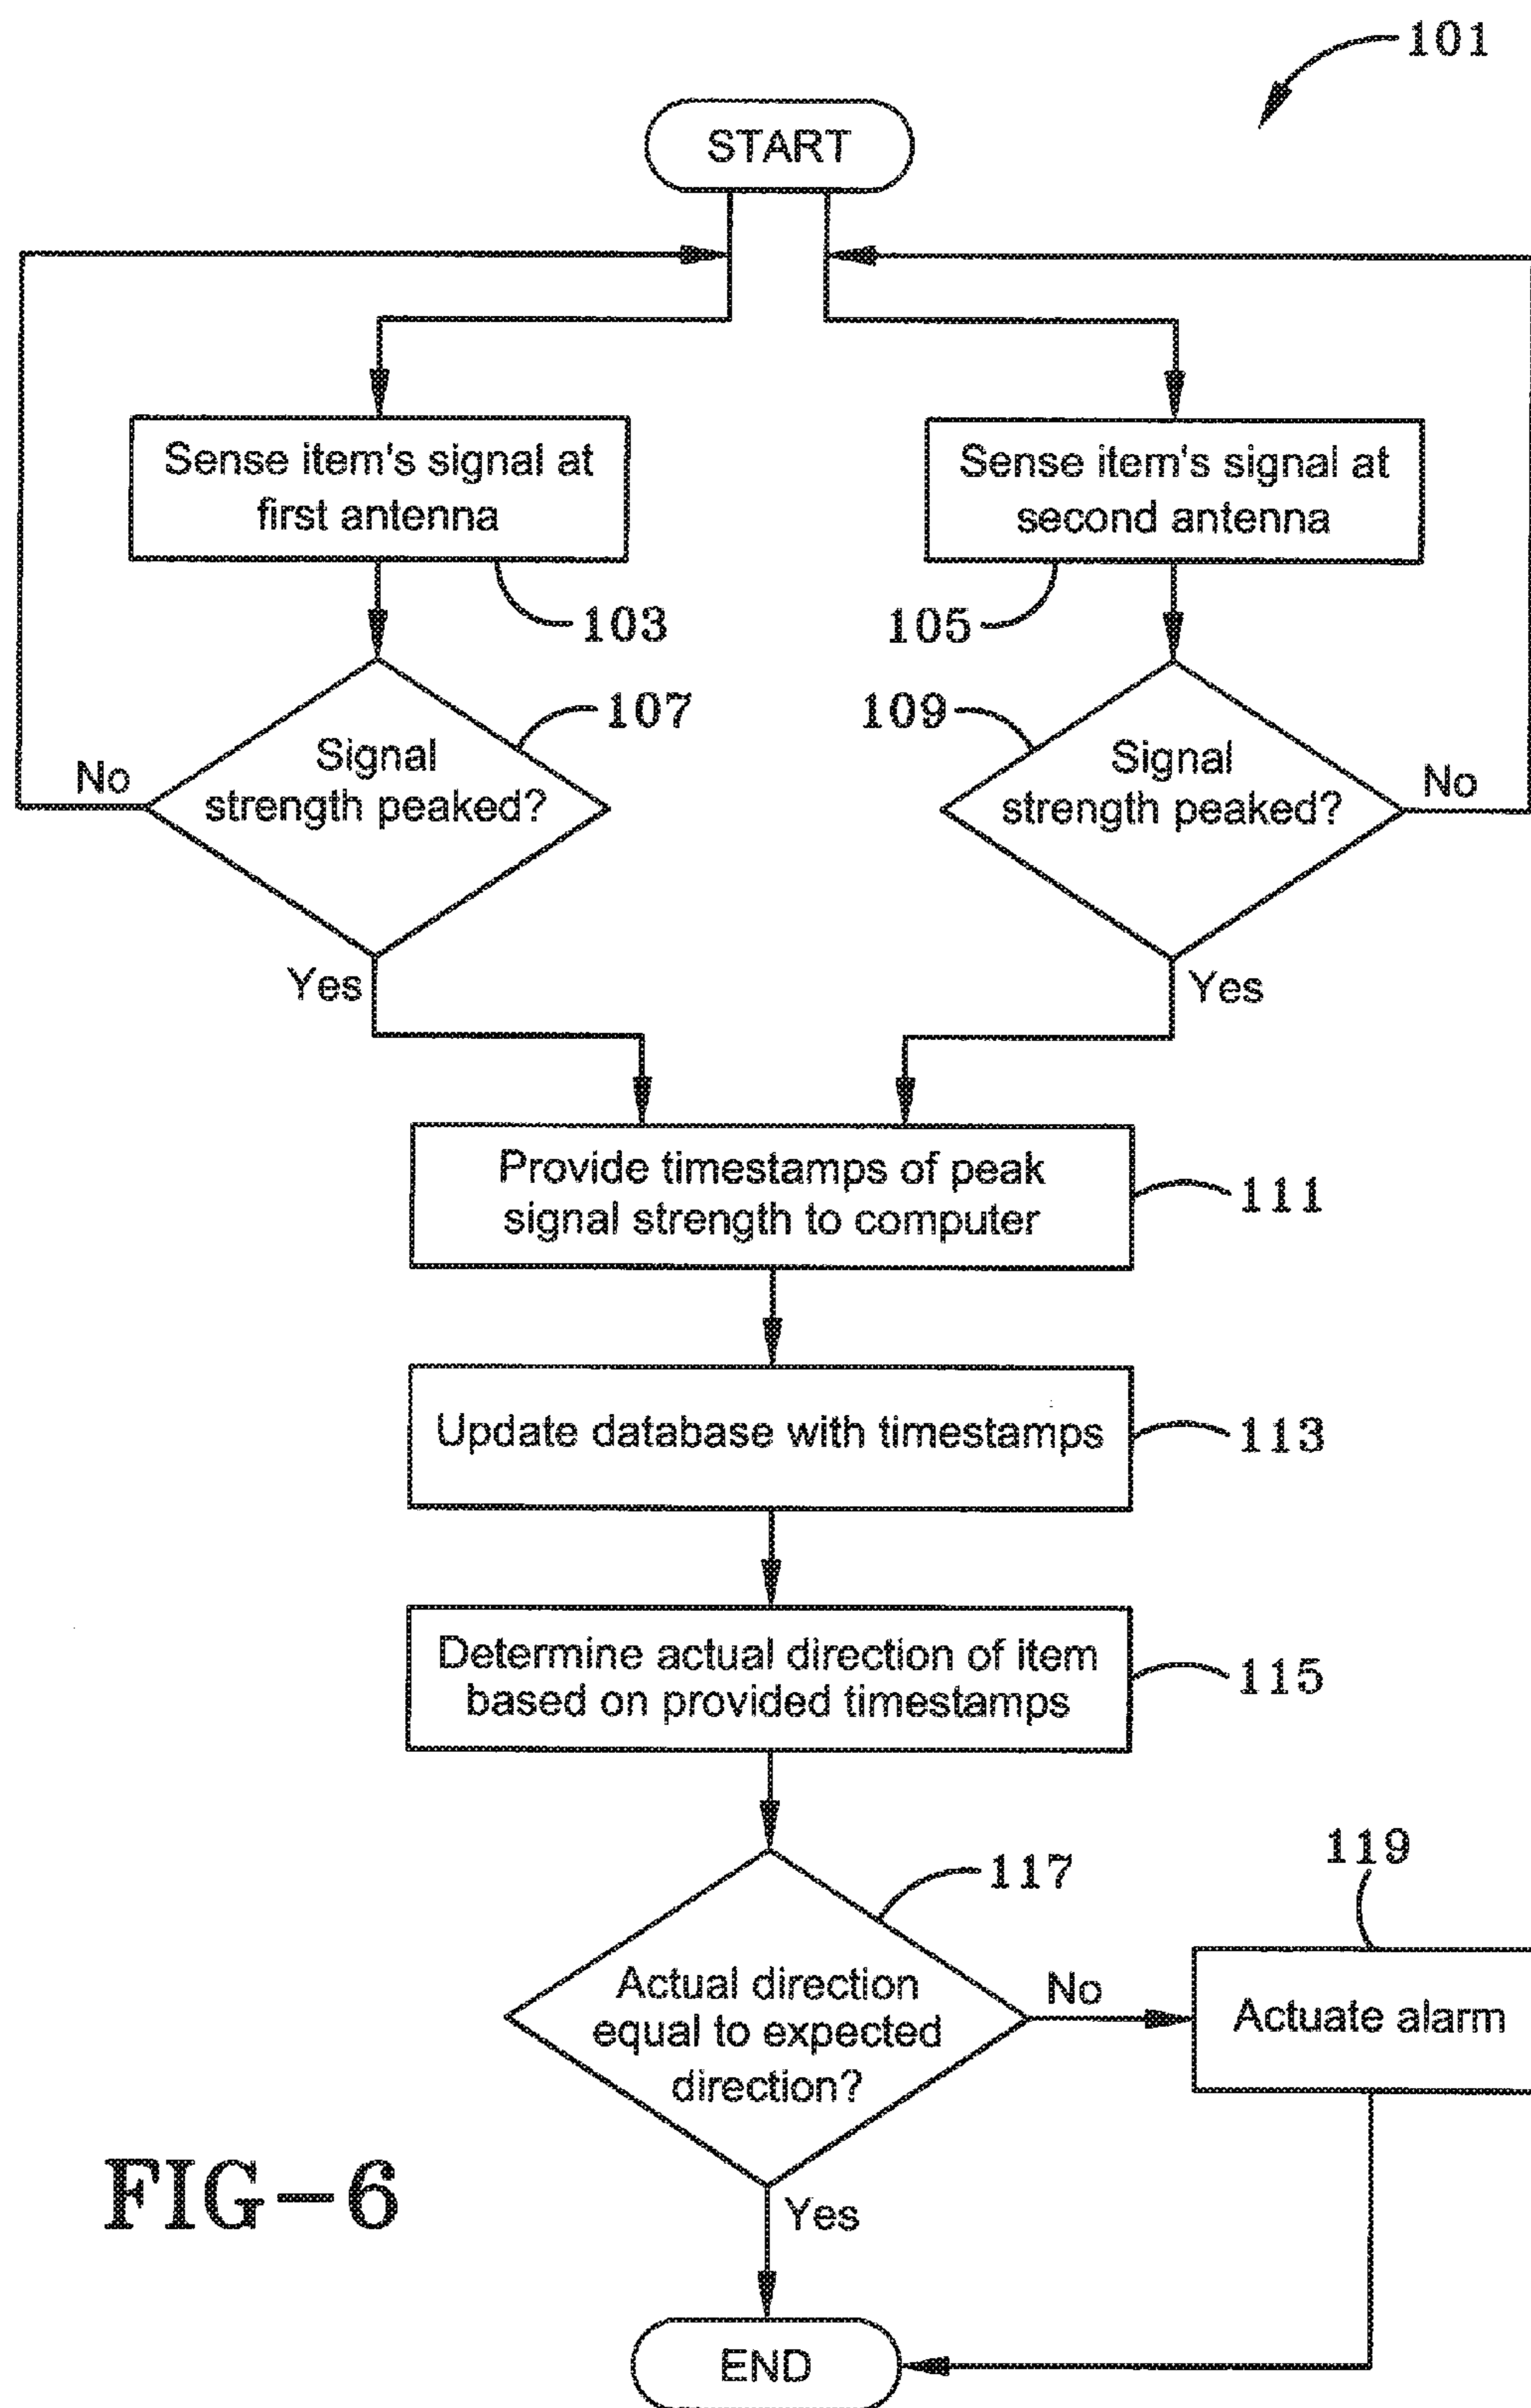 101
START
Sense item's signal at
first antenna
103
Sense item's signal at
second antenna
105
Signal
strength peaked?
107
No
Yes
Signal
strength peaked?
109
No
Yes
Provide timestamps of peak
signal strength to computer
111
Update database with timestamps
113
Determine actual direction of item
based on provided timestamps
115
Actual direction
equal to expected
direction?
117
No
Actuate alarm
119
Yes
END
FIG-6